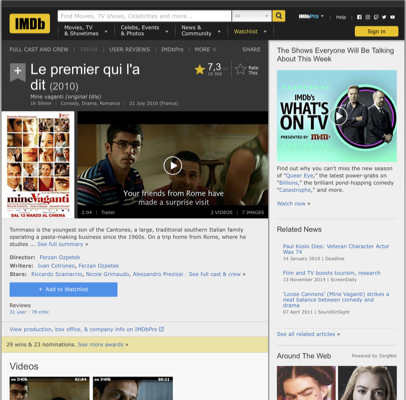 IMDb
Find Movies, TV shows, Celebrities and more...
All
Movies, TV
& Showtimes
Celebs, Events
& Photos
News &
Community
Watchlist
IMDbPro
Help
Sign in
FULL CAST AND CREW | TRIVIA | USER REVIEWS | IMDbPro | MORE
SHARE
Le premier qui l'a
dit (2010)
Mine vaganti (original title)
1h 50min | Comedy, Drama, Romance | 21 July 2010 (France)
7,3
Rate
This
mine Vaganti
DAL 12 MARZO AL CINEMA
Your friends from Rome have
made a surprise visit
2:04 | Trailer
2 VIDEOS | 7 IMAGES
Tommaso is the youngest son of the Cantones, a large, traditional southern Italian family
operating a pasta-making business since the 1960s. On a trip home from Rome, where he
studies ... See full summary »
Director: Ferzan Ozpetek
Writers: Ivan Cotroneo, Ferzan Ozpetek
Stars: Riccardo Scamarcio, Nicole Grimaudo, Alessandro Preziosi | See full cast & crew »
+ Add to Watchlist
Reviews
31 user | 78 critic
View production, box office, & company info on IMDbPro
29 wins & 23 nominations. See more awards »
Videos
The Shows Everyone Will Be Talking
About This Week
IMDb's
WHAT'S
ON TV
PRESENTED BY m&m's
Find out why you can't miss the new season
of "Queer Eye," the latest power-grabs on
"Billions," the brilliant pond-hopping comedy
"Catastrophe," and more.
Watch now »
Related News
Paul Koslo Dies: Veteran Character Actor
Was 74
14 January 2019 | Deadline
Film and TV boosts tourism, research
13 November 2014 | ScreenDaily
'Loose Cannons' (Mine Vaganti) strikes a
neat balance between comedy and
drama
07 April 2011 | SoundOnSight
See all related articles »
Around The Web
Powered by ZergNet